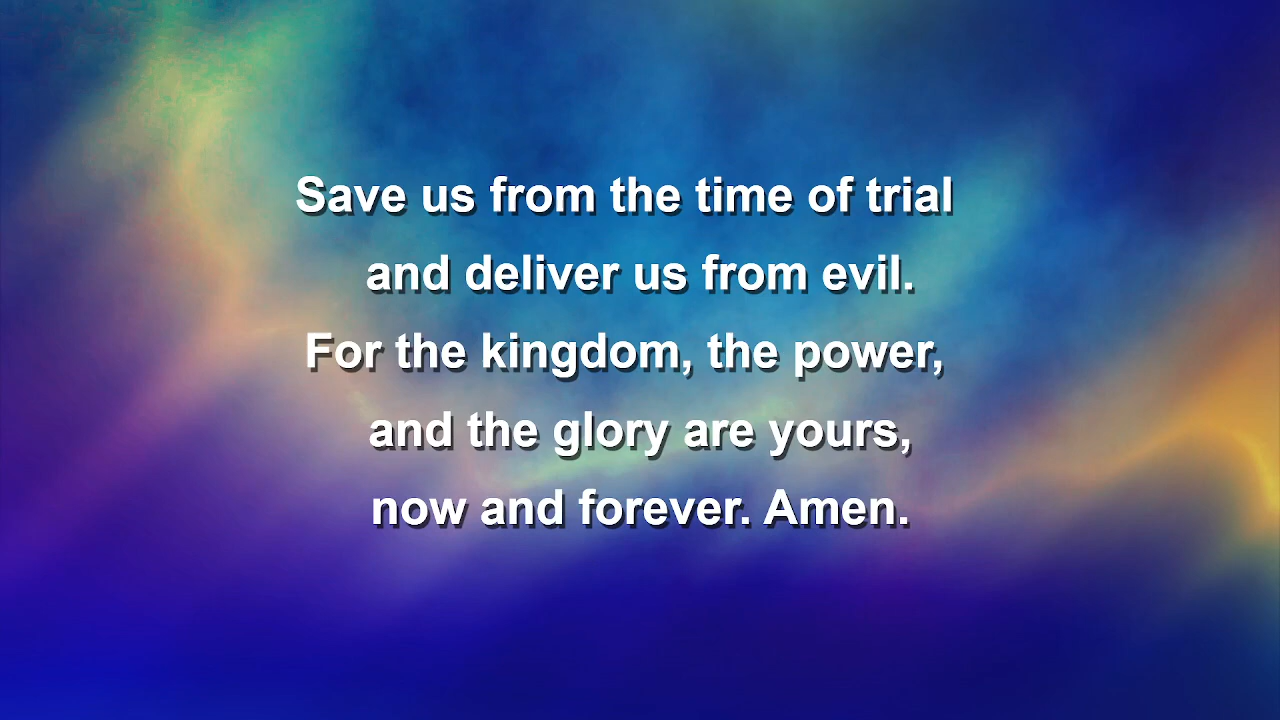 Save us from the time of trial
and deliver us from evil.
For the kingdom, the power,
and the glory are yours,
now and forever. Amen.